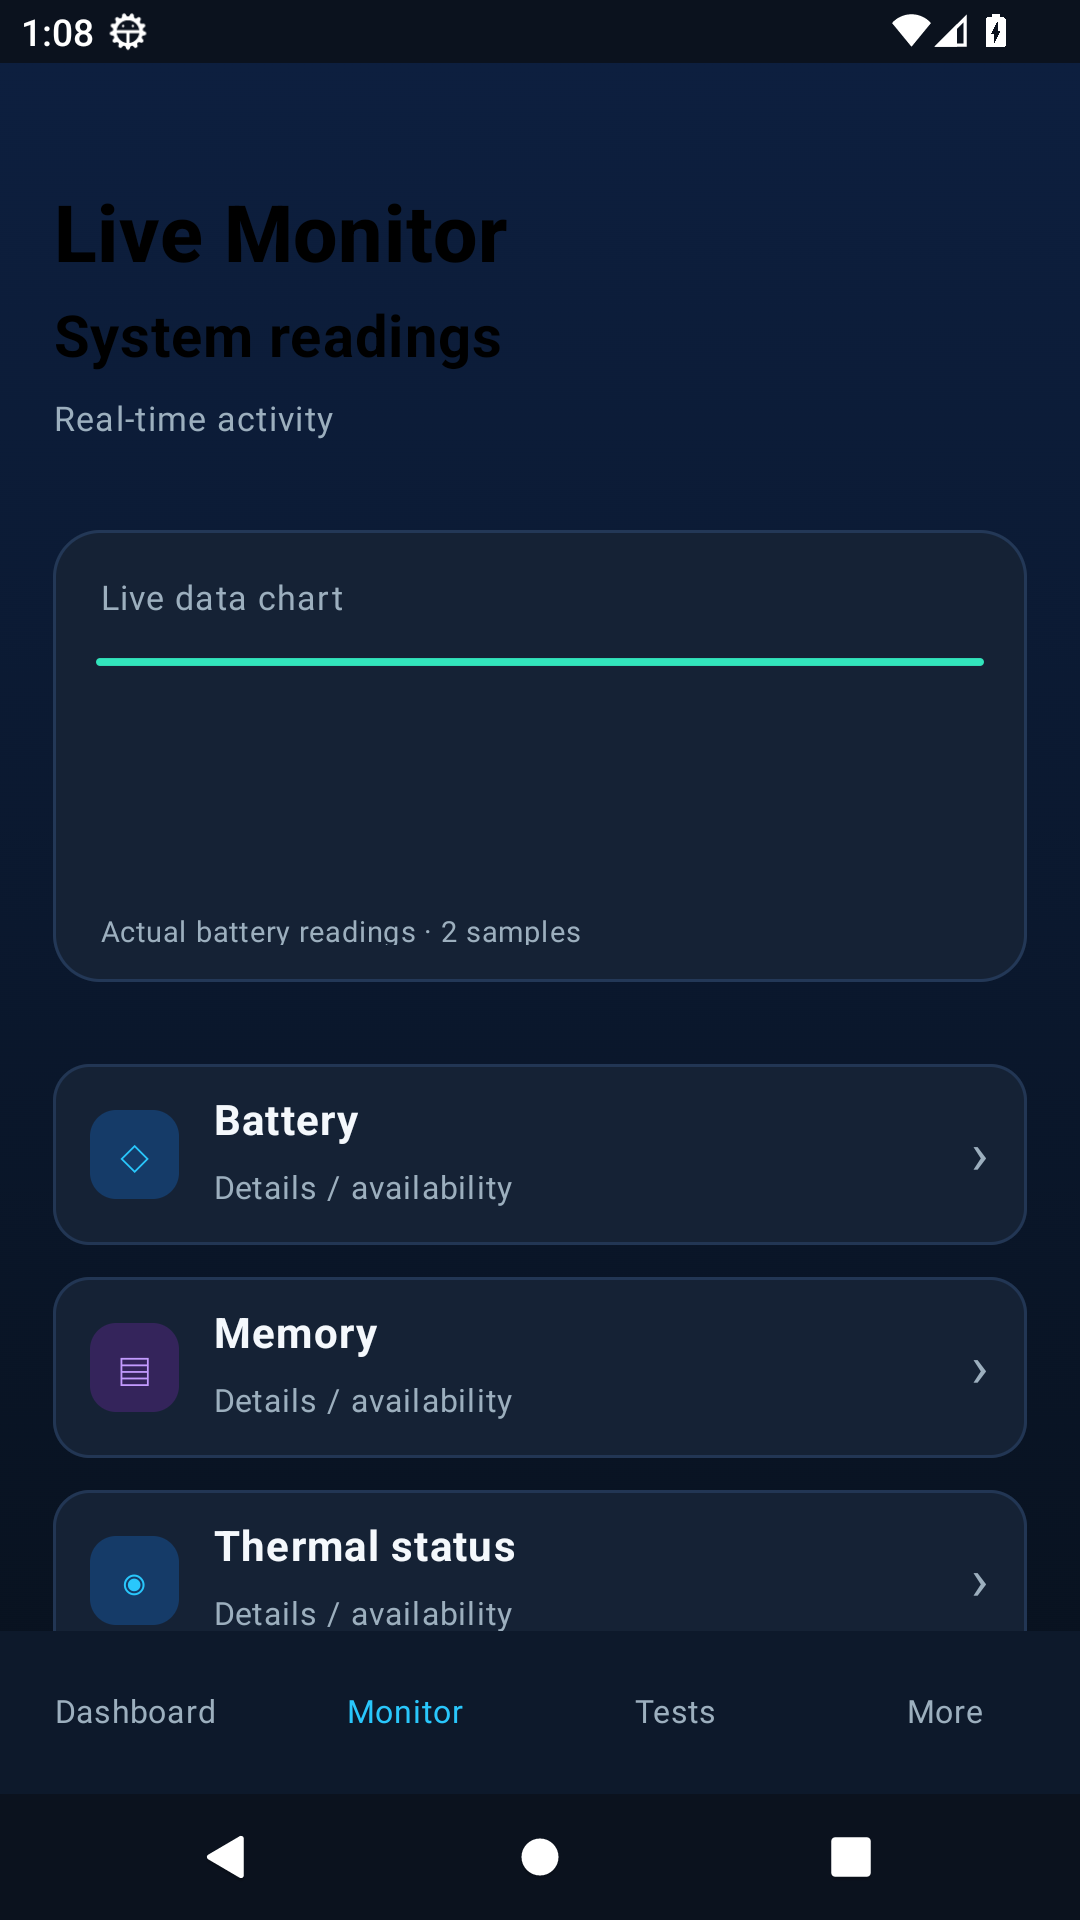 1:08
Live Monitor
System readings
Real-time activity
Live data chart
Actual battery readings · 2 samples
Battery
Details / availability
›
Memory
Details / availability
›
Thermal status
Details / availability
›
Dashboard Monitor Tests More